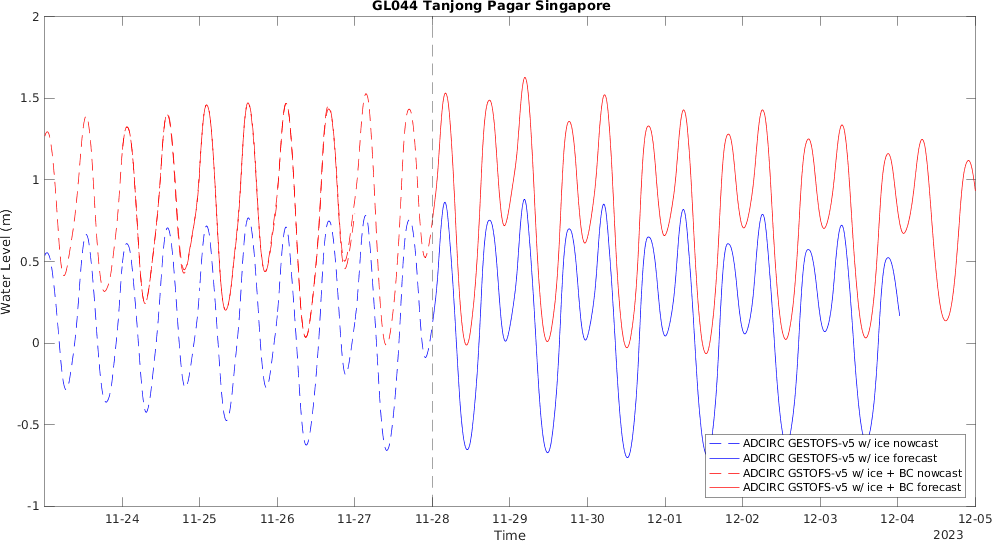 GL044 Tanjong Pagar Singapore
Water Level (m)
2
1.5
1
0.5
0
-0.5
-1
ADCIRC GESTOFS-v5 w/ ice nowcast
ADCIRC GESTOFS-v5 w/ ice forecast
ADCIRC GSTOFS-v5 w/ ice + BC nowcast
ADCIRC GSTOFS-v5 w/ ice + BC forecast
11-24 11-25 11-26 11-27 11-28 11-29 11-30 12-01 12-02 12-03 12-04 12-05
Time
2023